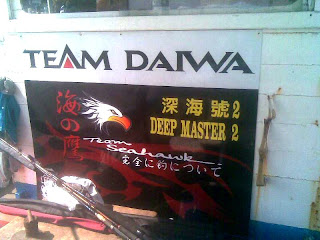 TEAM DAIWA
海の鷹
深海號2
DEEP MASTER 2
Team
Seahawk
完全に的について